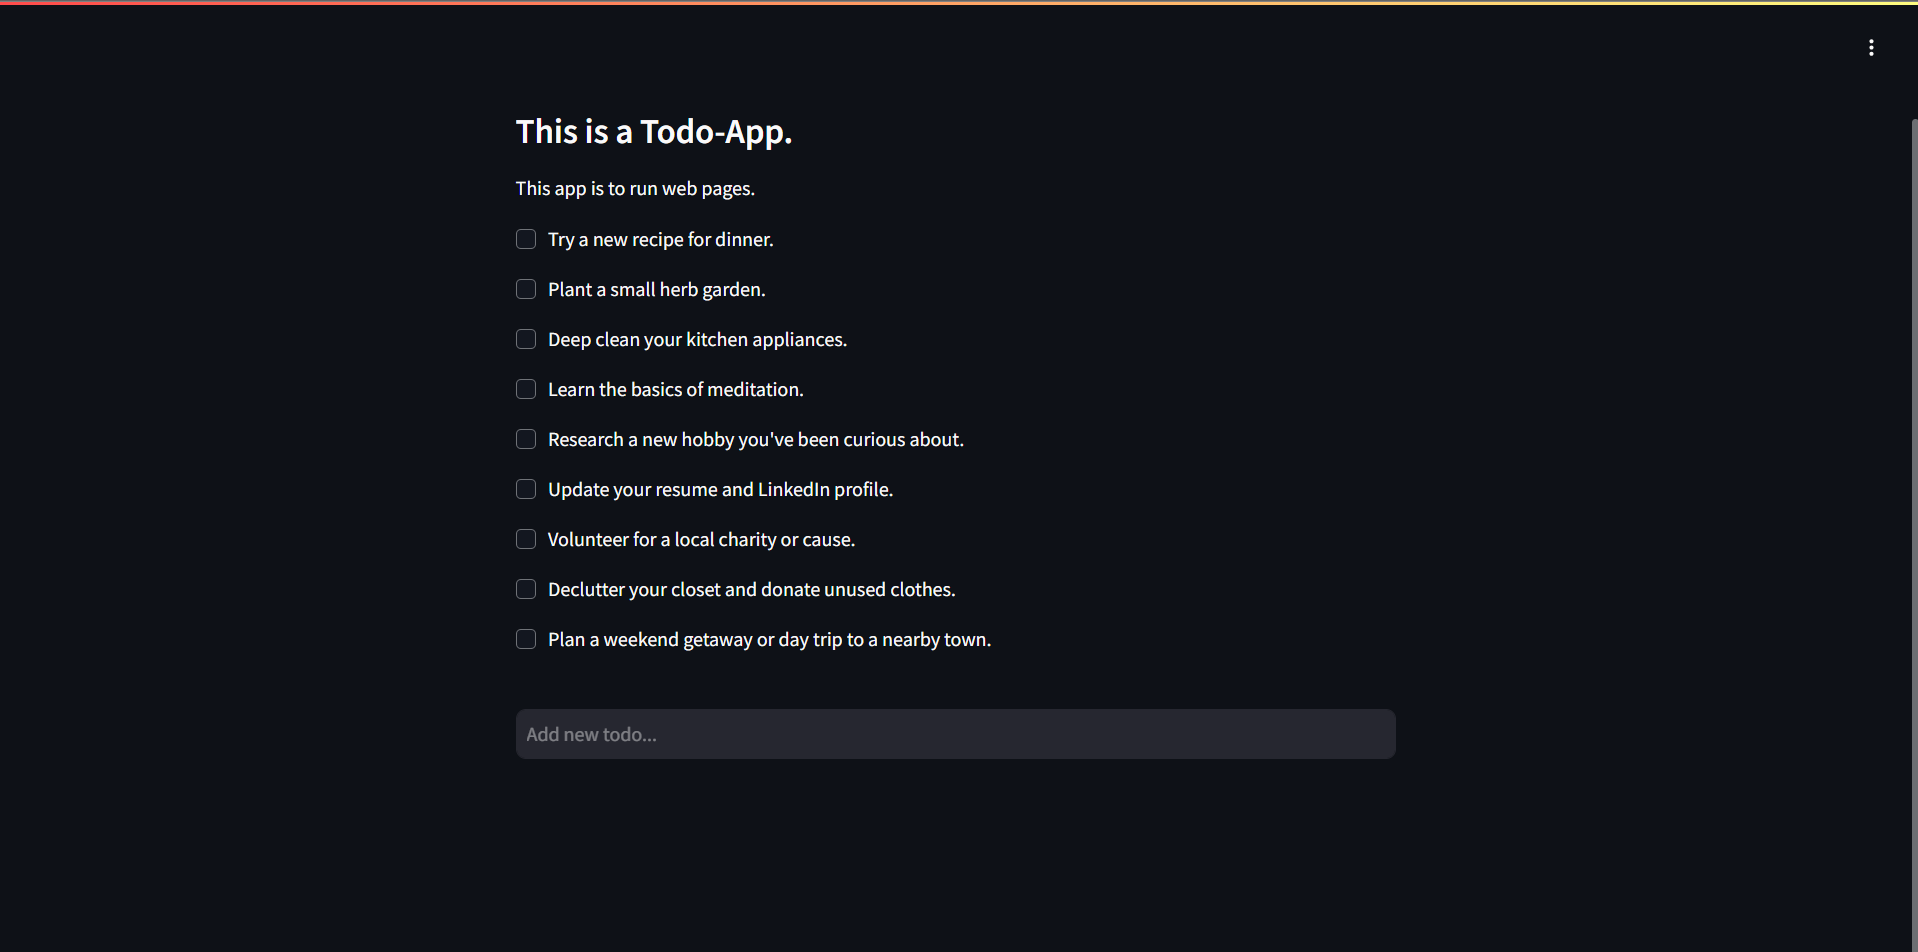 This is a Todo-App.
This app is to run web pages.
Try a new recipe for dinner.
Plant a small herb garden.
Deep clean your kitchen appliances.
Learn the basics of meditation.
Research a new hobby you've been curious about.
Update your resume and LinkedIn profile.
Volunteer for a local charity or cause.
Declutter your closet and donate unused clothes.
Plan a weekend getaway or day trip to a nearby town.
Add new todo...